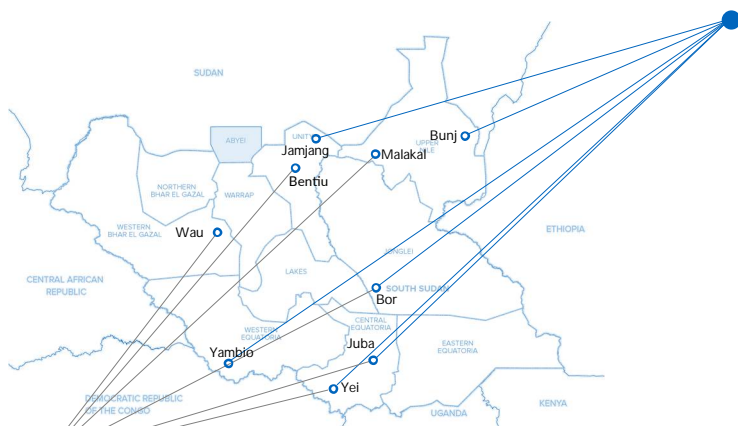 SUDAN
UNITY
ABYEI
Jamjang
Bunj
UPPER
NILE
Malakal
Bentiu
NORTHERN
BHAR EL GAZAL
WARRAP
WESTERN
BHAR EL GAZAL
Wau
ETHIOPIA
JONGLEI
LAKES
CENTRAL AFRICAN
REPUBLIC
SOUTH SUDAN
Bor
CENTRAL
EQUATORIA
WESTERN
EQUATORIA
Juba
EASTERN
EQUATORIA
Yambio
Yei
DEMOCRATIC REPUBLIC
OF THE CONGO
UGANDA
KENYA